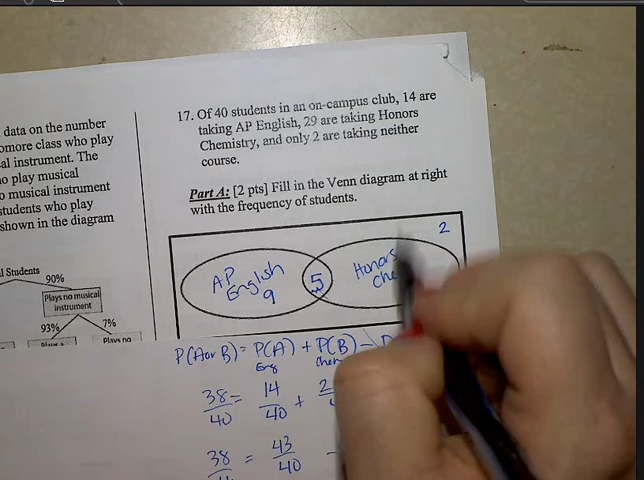 17. Of 40 students in an on-campus club, 14 are
taking AP English, 29 are taking Honors
Chemistry, and only 2 are taking neither
course.
Part A: [2 pts] Fill in the Venn diagram at right
with the frequency of students.
2
AP
English
9
5
Honors
P(A or B) = P(A) + P(B) -
Eng
38/40 = 14/40 +
38 = 43/40 -
data on the number
omore class who play
al instrument. The
o play musical
o musical instrument
students who play
shown in the diagram
l Students
90%
Plays no musical
instrument
93% 7%
Plays no